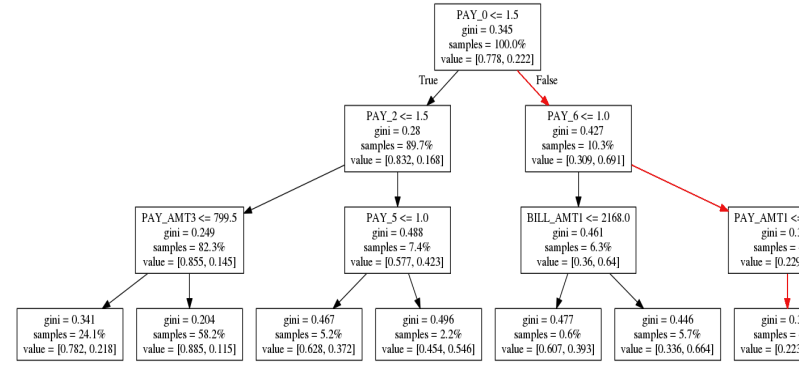 PAY_0 <= 1.5
gini = 0.345
samples = 100.0%
value = [0.778, 0.222]
True
False
PAY_2 <= 1.5
gini = 0.28
samples = 89.7%
value = [0.832, 0.168]
PAY_6 <= 1.0
gini = 0.427
samples = 10.3%
value = [0.309, 0.691]
PAY_AMT3 <= 799.5
gini = 0.249
samples = 82.3%
value = [0.855, 0.145]
PAY_5 <= 1.0
gini = 0.488
samples = 7.4%
value = [0.577, 0.423]
BILL_AMT1 <= 2168.0
gini = 0.461
samples = 6.3%
value = [0.36, 0.64]
PAY_AMT1 <=
gini =
samples =
value =
gini = 0.341
samples = 24.1%
value = [0.782, 0.218]
gini = 0.204
samples = 58.2%
value = [0.885, 0.115]
gini = 0.467
samples = 5.2%
value = [0.628, 0.372]
gini = 0.496
samples = 2.2%
value = [0.454, 0.546]
gini = 0.477
samples = 0.6%
value = [0.607, 0.393]
gini = 0.446
samples = 5.7%
value = [0.336, 0.664]
gini =
samples =
value =